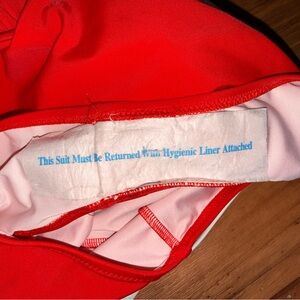 This Suit Must Be Returned With Hygienic Liner Attached